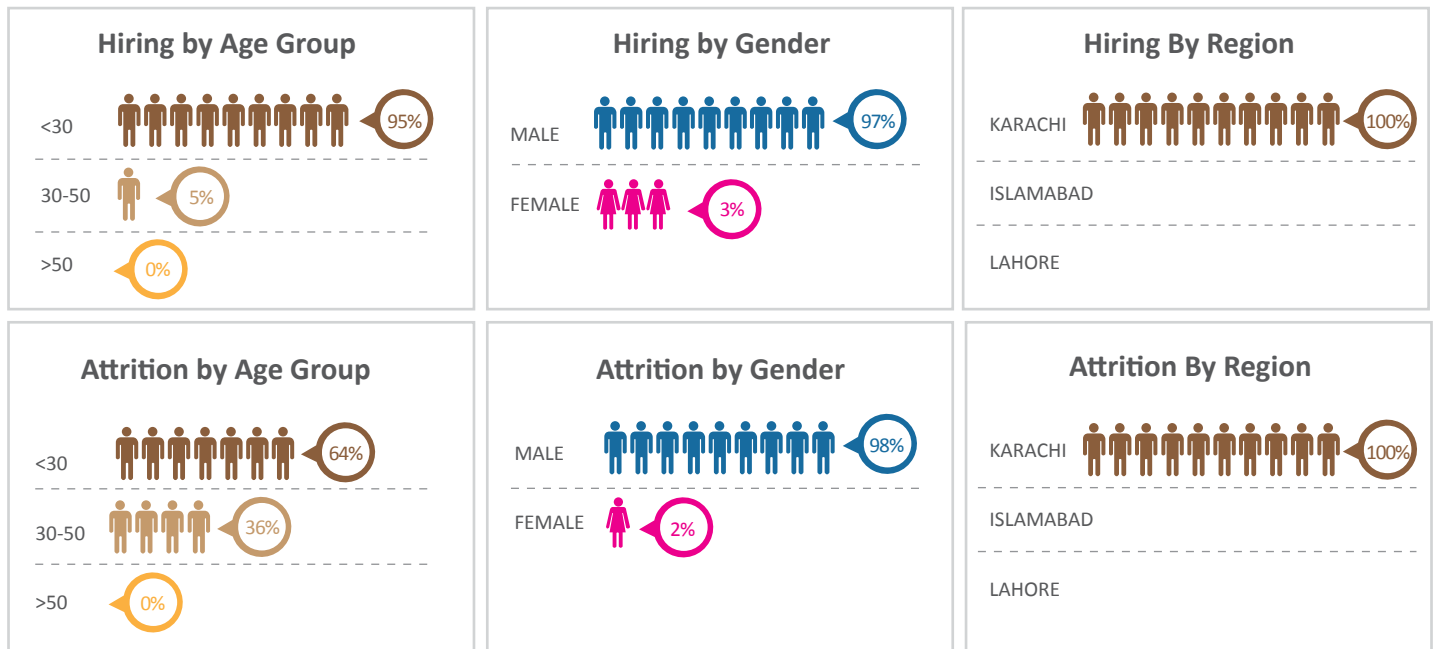 Hiring by Age Group
<30
95%
30-50
5%
>50
0%
Hiring by Gender
MALE
97%
FEMALE
3%
Hiring By Region
KARACHI
100%
ISLAMABAD
LAHORE
Attrition by Age Group
<30
64%
30-50
36%
>50
0%
Attrition by Gender
MALE
98%
FEMALE
2%
Attrition By Region
KARACHI
100%
ISLAMABAD
LAHORE